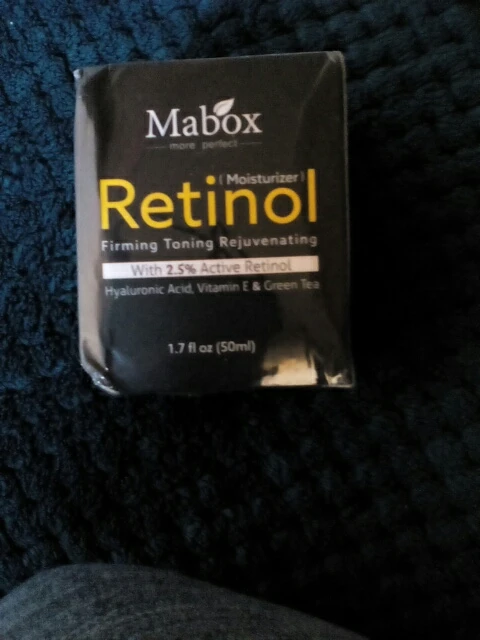 Mabox
more perfect
(Moisturizer)
Retinol
Firming Toning Rejuvenating
With 2.5% Active Retinol
Hyaluronic Acid, Vitamin E & Green Tea
1.7 fl oz (50ml)